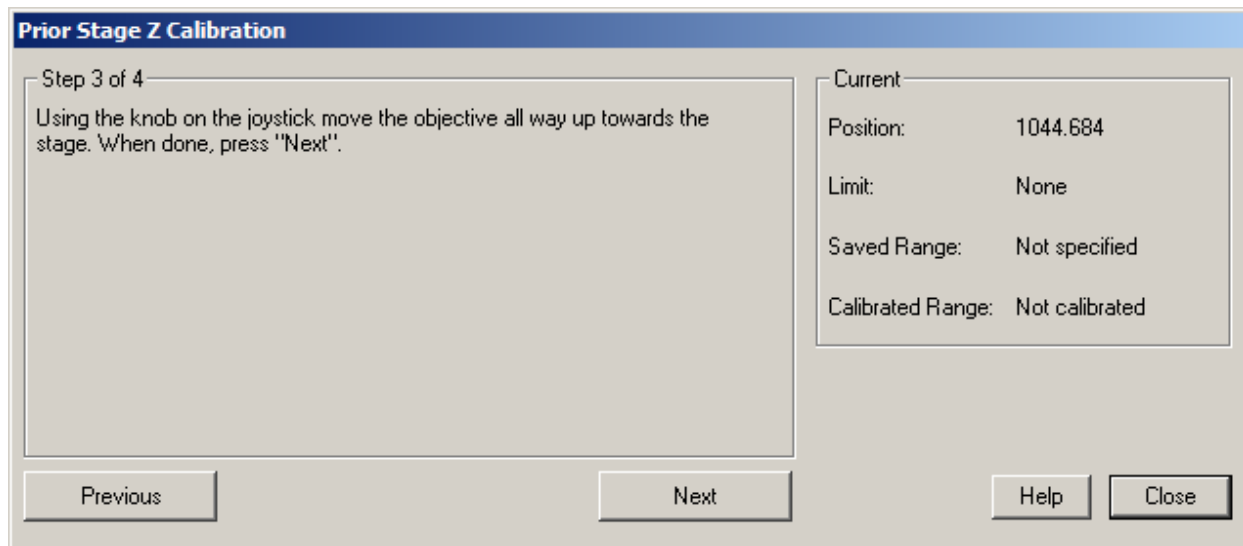 Prior Stage Z Calibration
Step 3 of 4
Using the knob on the joystick move the objective all way up towards the
stage. When done, press "Next".
Current
Position: 1044.684
Limit: None
Saved Range: Not specified
Calibrated Range: Not calibrated
Previous
Next
Help
Close